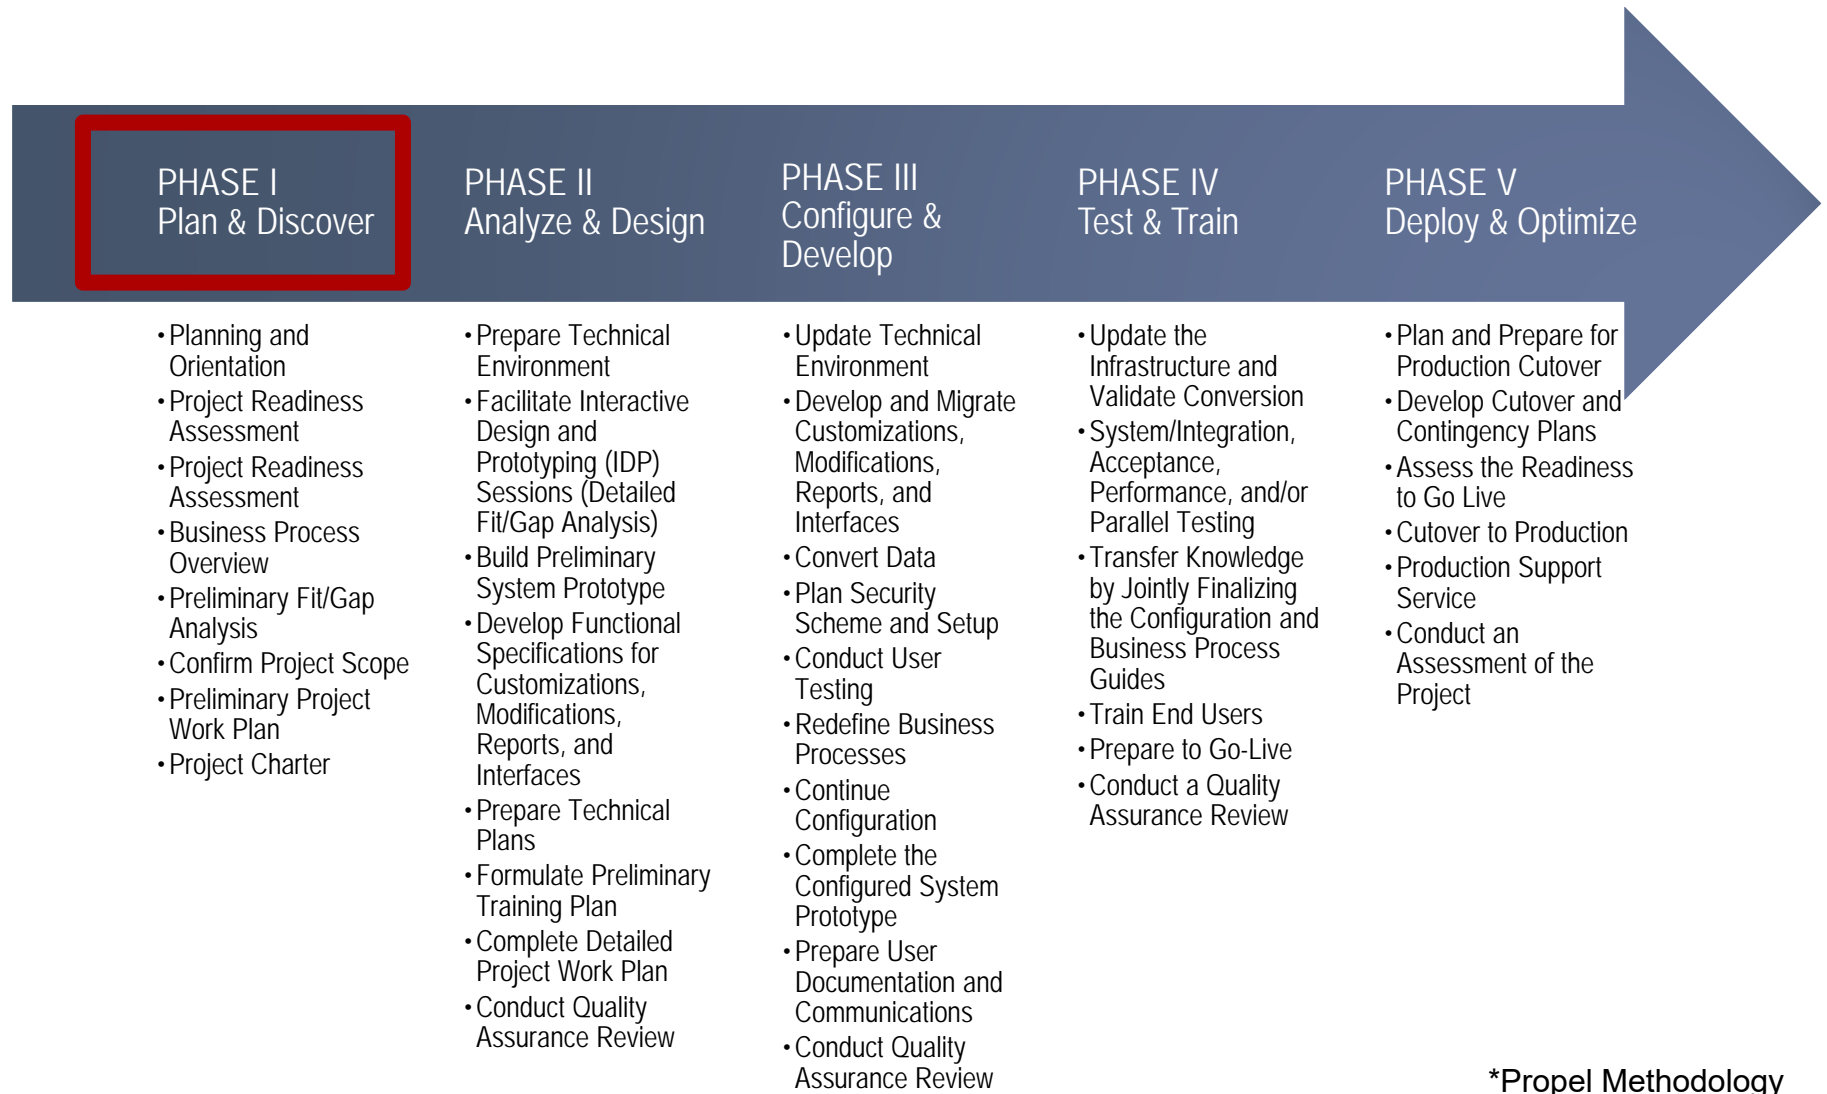 PHASE I
Plan & Discover
PHASE II
Analyze & Design
PHASE III
Configure &
Develop
PHASE IV
Test & Train
PHASE V
Deploy & Optimize
• Planning and
Orientation
• Project Readiness
Assessment
• Project Readiness
Assessment
• Business Process
Overview
• Preliminary Fit/Gap
Analysis
• Confirm Project Scope
• Preliminary Project
Work Plan
• Project Charter
• Prepare Technical
Environment
• Facilitate Interactive
Design and
Prototyping (IDP)
Sessions (Detailed
Fit/Gap Analysis)
• Build Preliminary
System Prototype
• Develop Functional
Specifications for
Customizations,
Modifications,
Reports, and
Interfaces
• Prepare Technical
Plans
• Formulate Preliminary
Training Plan
• Complete Detailed
Project Work Plan
• Conduct Quality
Assurance Review
• Update Technical
Environment
• Develop and Migrate
Customizations,
Modifications,
Reports, and
Interfaces
• Convert Data
• Plan Security
Scheme and Setup
• Conduct User
Testing
• Redefine Business
Processes
• Continue
Configuration
• Complete the
Configured System
Prototype
• Prepare User
Documentation and
Communications
• Conduct Quality
Assurance Review
• Update the
Infrastructure and
Validate Conversion
• System/Integration,
Acceptance,
Performance, and/or
Parallel Testing
• Transfer Knowledge
by Jointly Finalizing
the Configuration and
Business Process
Guides
• Train End Users
• Prepare to Go-Live
• Conduct a Quality
Assurance Review
• Plan and Prepare for
Production Cutover
• Develop Cutover and
Contingency Plans
• Assess the Readiness
to Go Live
• Cutover to Production
• Production Support
Service
• Conduct an
Assessment of the
Project
*Propel Methodology